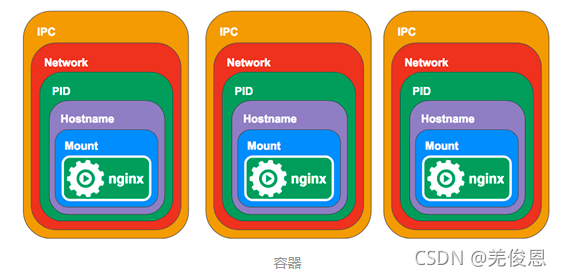 IPC
Network
PID
Hostname
Mount
nginx
IPC
Network
PID
Hostname
Mount
nginx
IPC
Network
PID
Hostname
Mount
nginx
容器
CSDN @羌俊恩